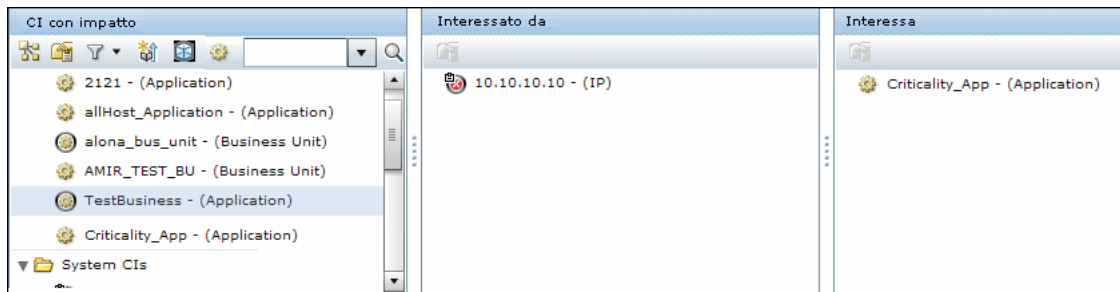 CI con impatto
2121 - (Application)
allHost_Application - (Application)
alona_bus_unit - (Business Unit)
AMIR_TEST_BU - (Business Unit)
TestBusiness - (Application)
Criticality_App - (Application)
System CIs
Interessato da
10.10.10.10 - (IP)
Interessa
Criticality_App - (Application)